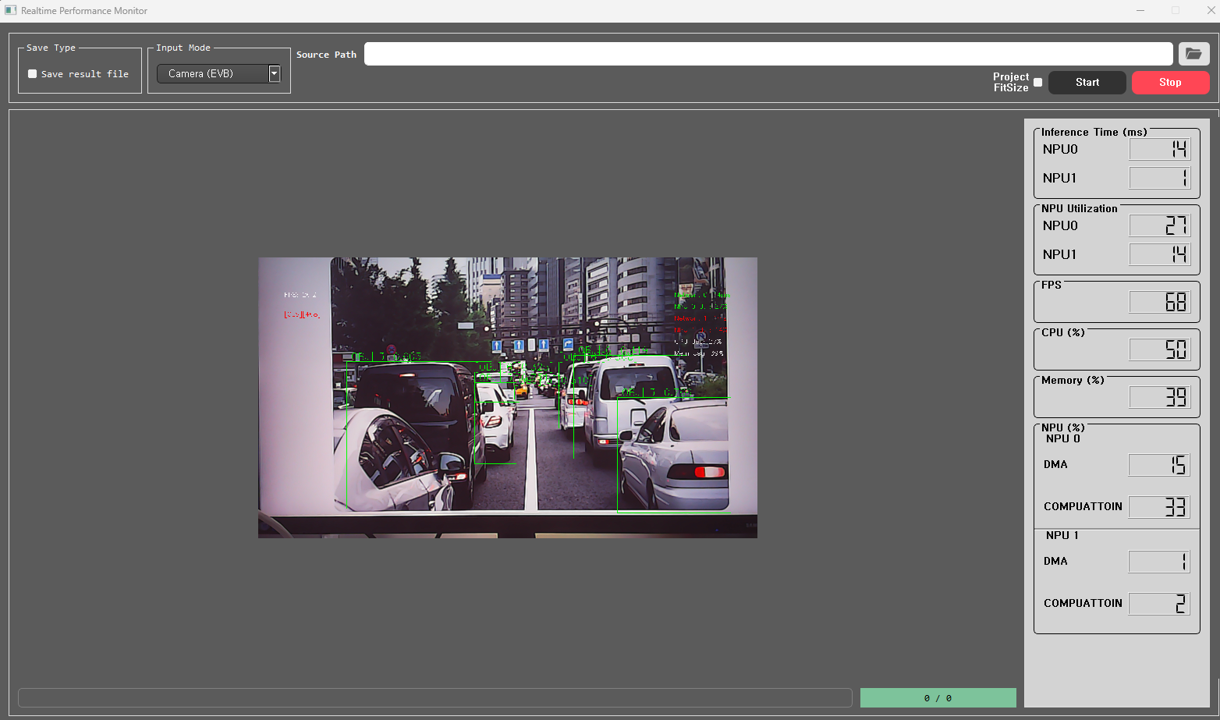 Realtime Performance Monitor
Save Type
Save result file
Input Mode
Camera (EVB)
Source Path
Project
FitSize
Start
Stop
Inference Time (ms)
NPU0 14
NPU1 1
NPU Utilization
NPU0 27
NPU1 14
FPS
68
CPU (%)
50
Memory (%)
39
NPU (%)
NPU 0
DMA 15
COMPUATTOIN 33
NPU 1
DMA 1
COMPUATTOIN 2
0 / 0